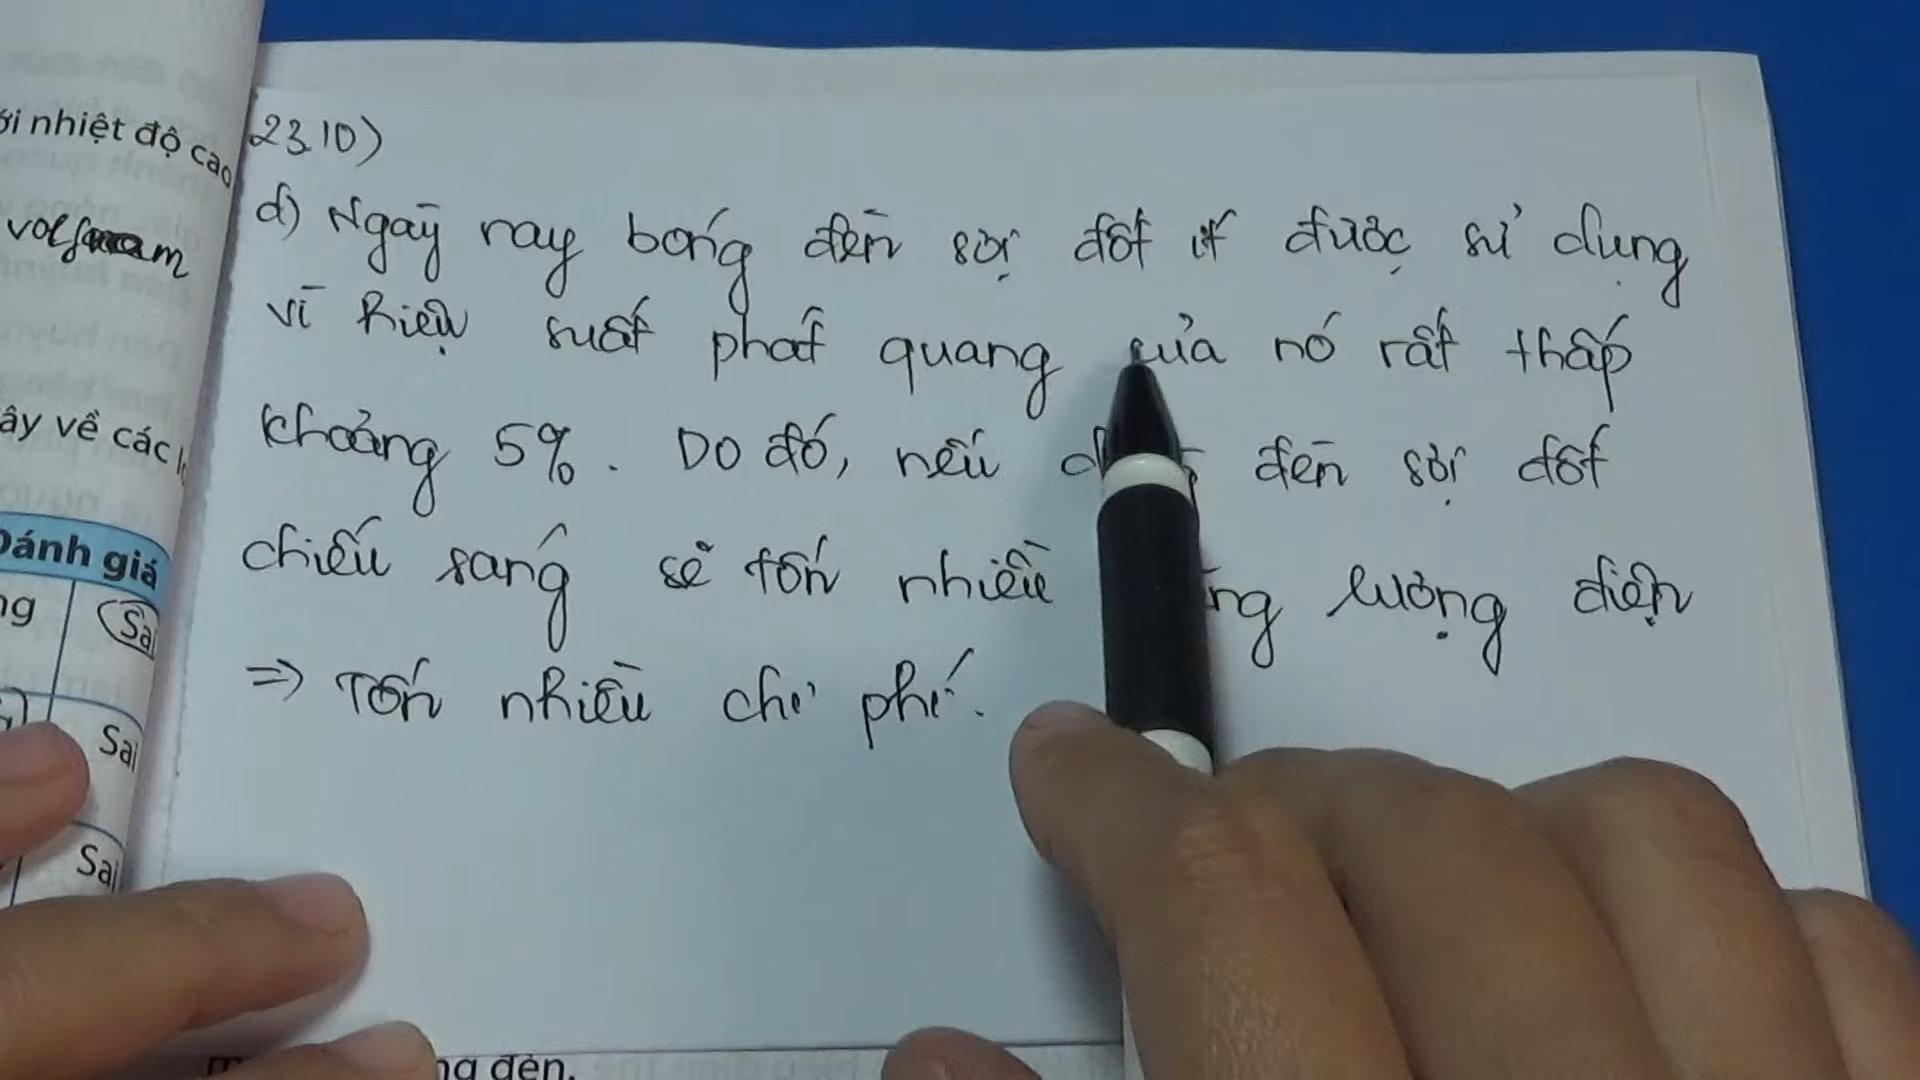 ới nhiệt độ cao
volfram
ây về các
Đánh giá
ng
Sai
Sai
Sai
23.10)
d) Ngày nay bóng đèn sợi đốt ít được sử dụng
vì hiệu suất phát quang của nó rất thấp
khoảng 5%. Do đó, nếu đèn sợi đốt
chiếu sáng sẽ tốn nhiều lượng điện
=> Tốn nhiều chi phí.
ng đèn.